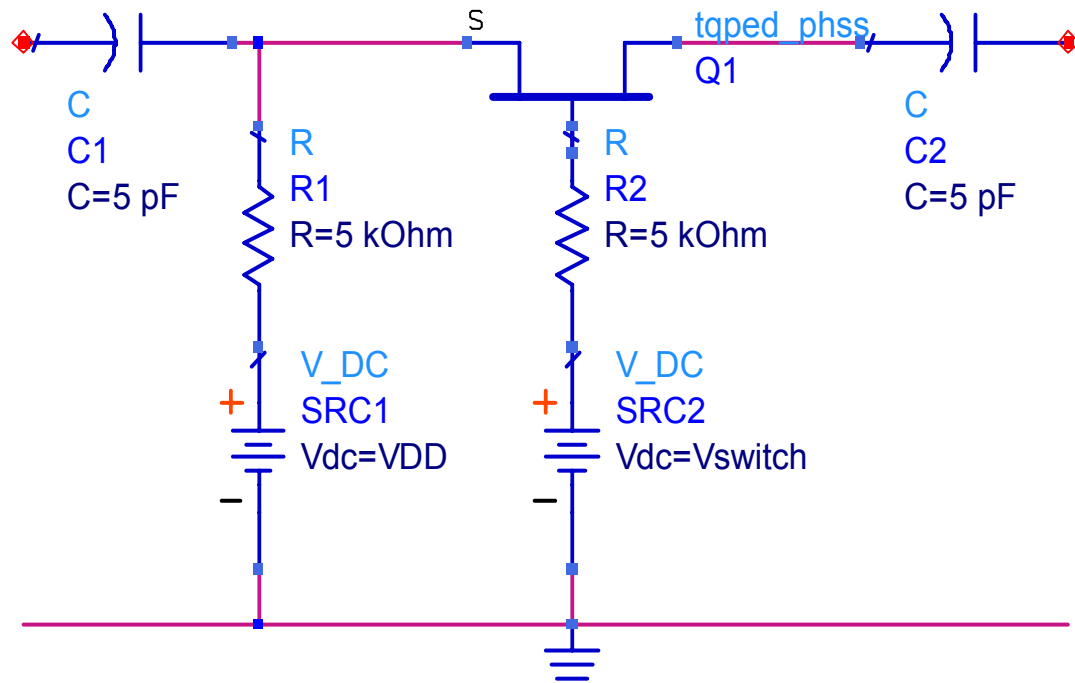 S
tqped_phss
Q1
C
C1
C=5 pF
R
R1
R=5 kOhm
R
R2
R=5 kOhm
C
C2
C=5 pF
V_DC
+
SRC1
Vdc=VDD
–
V_DC
+
SRC2
Vdc=Vswitch
–